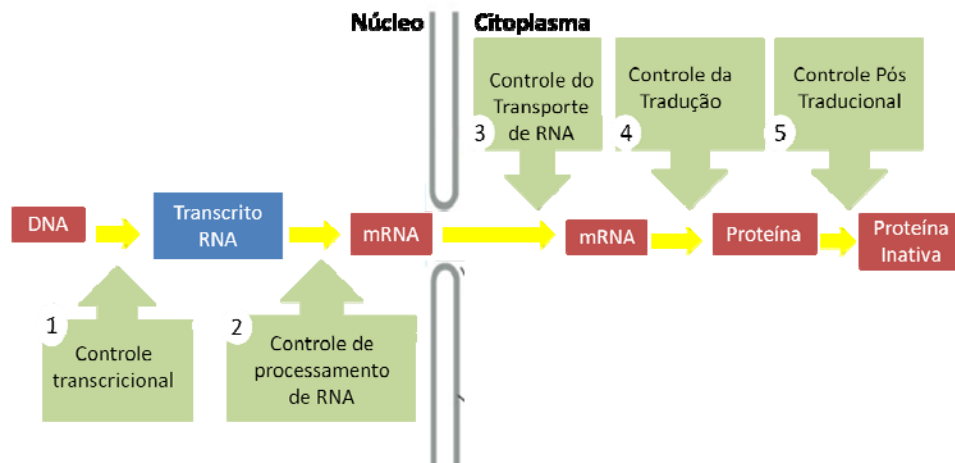 Núcleo
Citoplasma
Controle do
Transporte
de RNA
3
Controle da
Tradução
4
Controle Pós
Traducional
5
DNA
Transcrito
RNA
mRNA
mRNA
Proteína
Proteína
Inativa
1
Controle
transcricional
2
Controle de
processamento
de RNA